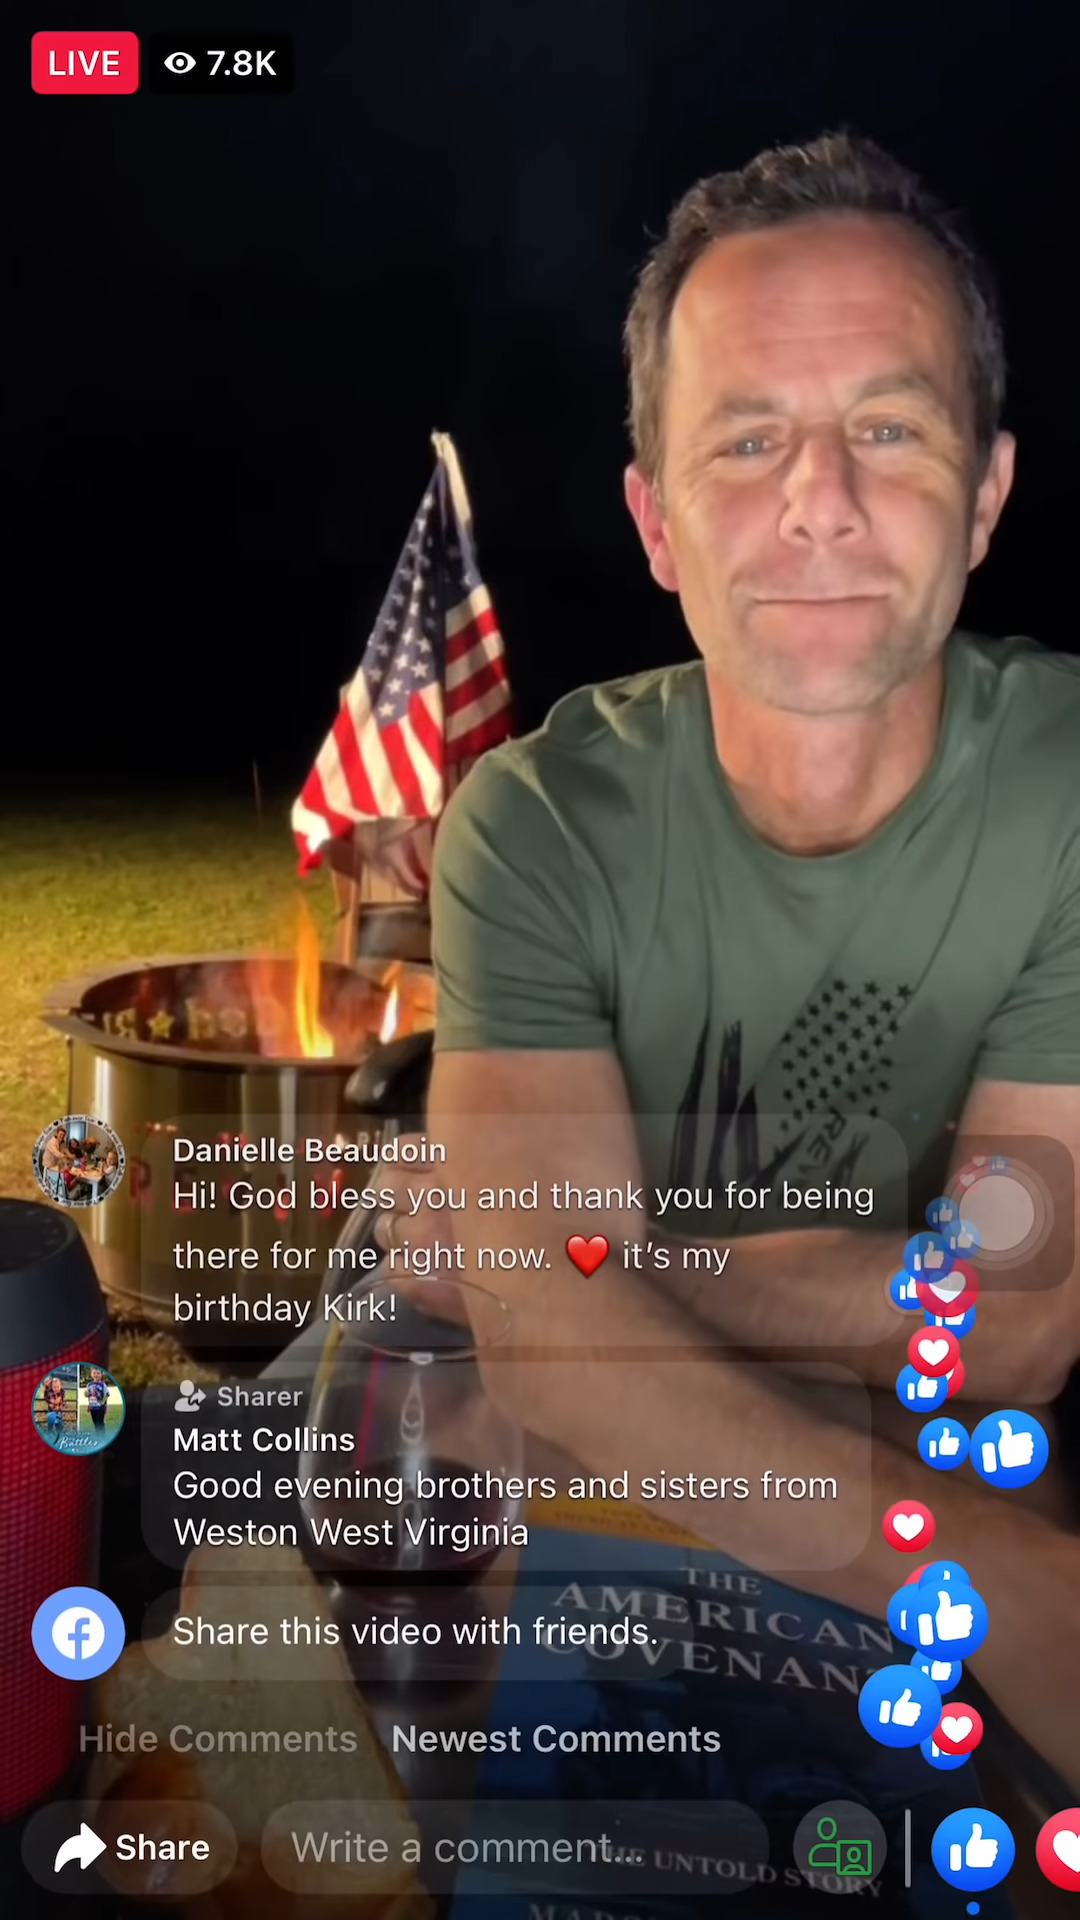 LIVE
7.8K
Danielle Beaudoin
Hi! God bless you and thank you for being
there for me right now. ❤️ it's my
birthday Kirk!
Sharer
Matt Collins
Good evening brothers and sisters from
Weston West Virginia
Share this video with friends.
THE
AMERICAN
COVENANT
Hide Comments
Newest Comments
Share
Write a comment...
THE UNTOLD STORY